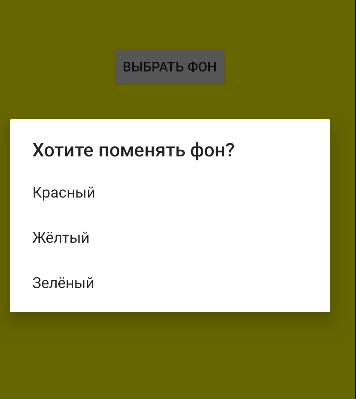 ВЫБРАТЬ ФОН
Хотите поменять фон?
Красный
Жёлтый
Зелёный